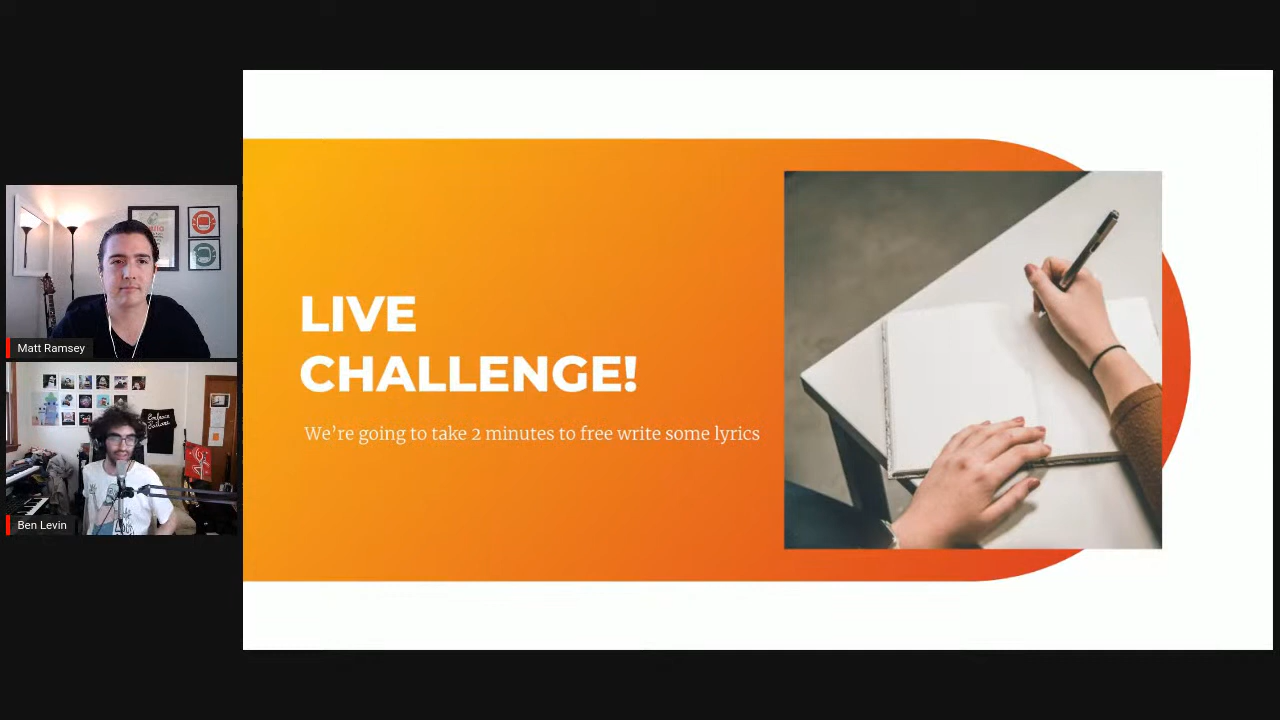 Matt Ramsey
Ben Levin
LIVE
CHALLENGE!
We're going to take 2 minutes to free write some lyrics